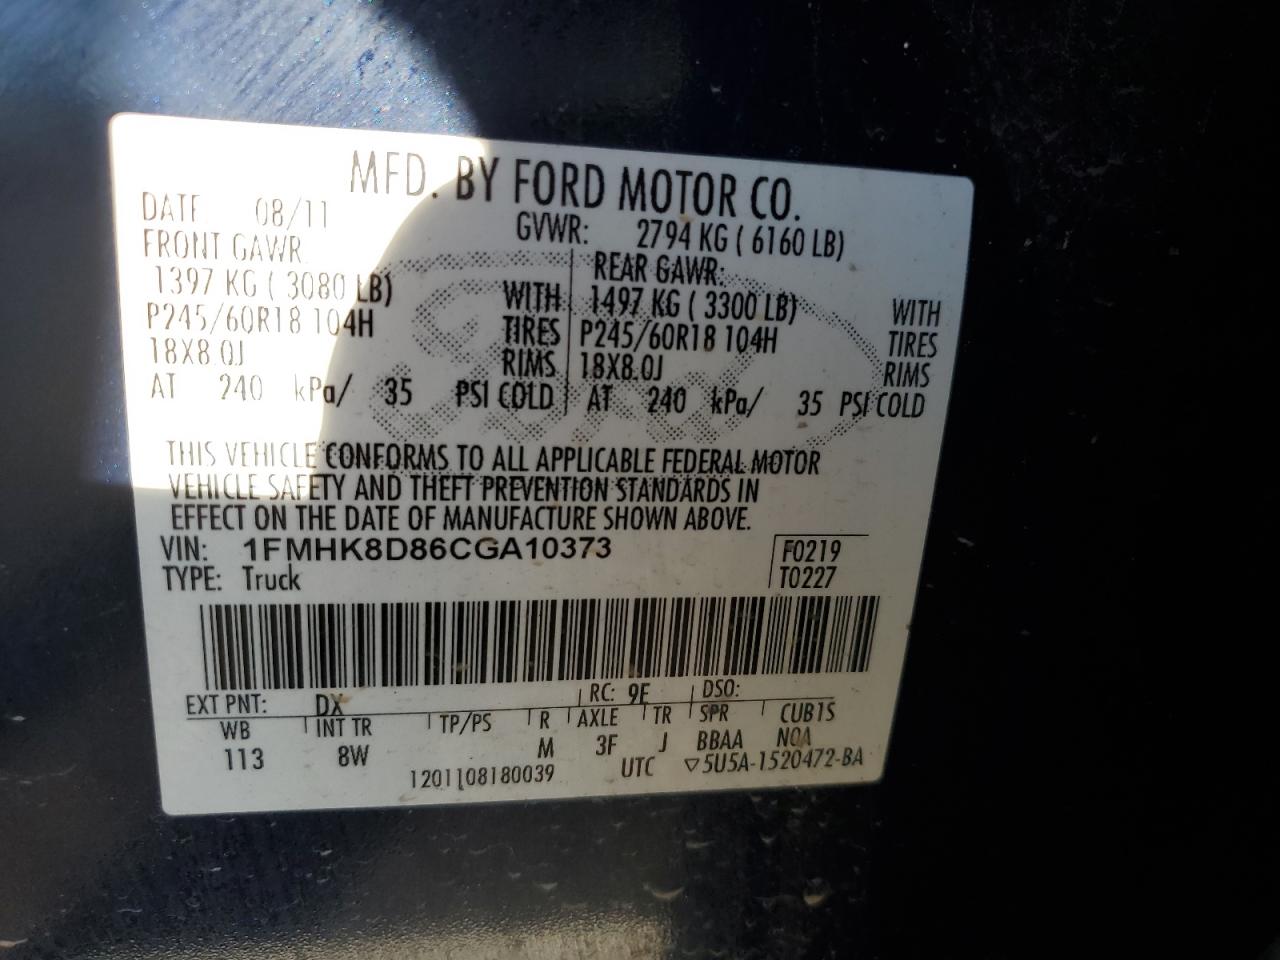 MFD. BY FORD MOTOR CO.
DATE 08/11 GVWR: 2794 KG ( 6160 LB)
FRONT GAWR: REAR GAWR:
1397 KG ( 3080 LB) WITH 1497 KG ( 3300 LB) WITH
P245/60R18 104H TIRES P245/60R18 104H TIRES
18X8.0J RIMS 18X8.0J RIMS
AT 240 kPa/ 35 PSI COLD AT 240 kPa/ 35 PSI COLD
THIS VEHICLE CONFORMS TO ALL APPLICABLE FEDERAL MOTOR
VEHICLE SAFETY AND THEFT PREVENTION STANDARDS IN
EFFECT ON THE DATE OF MANUFACTURE SHOWN ABOVE.
VIN: 1FMHK8D86CGA10373 F0219
TYPE: Truck T0227
EXT PNT: DX RC: 9E DSO:
WB INT TR TP/PS R AXLE TR SPR CUB1S
113 8W M 3F J BBAA NOA
1201108180039 UTC ▽5U5A-1520472-BA